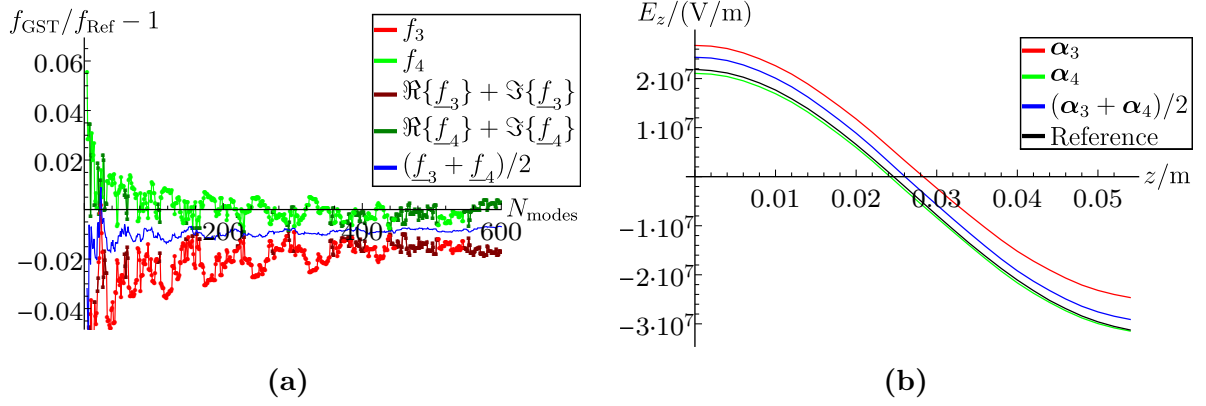 f_GST/f_Ref − 1
0.06
0.04
0.02
−0.02
−0.04
200
400
600
N_modes
f_3
f_4
ℜ{f_3} + ℑ{f_3}
ℜ{f_4} + ℑ{f_4}
(f_3 + f_4)/2
(a)
E_z/(V/m)
2·10^7
1·10^7
−1·10^7
−2·10^7
−3·10^7
0.01
0.02
0.03
0.04
0.05
z/m
α_3
α_4
(α_3 + α_4)/2
Reference
(b)